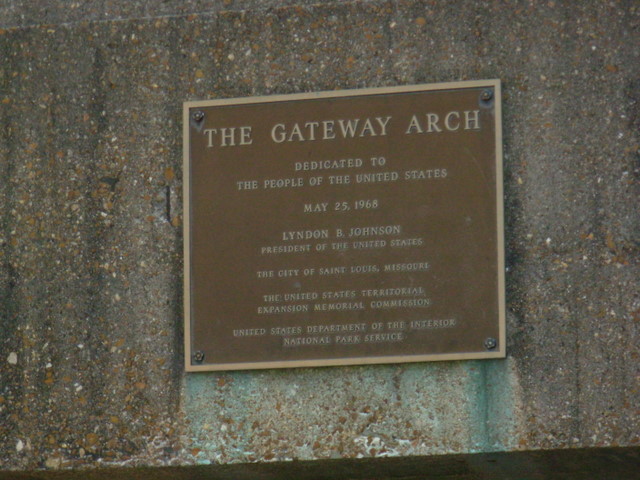 THE GATEWAY ARCH
DEDICATED TO
THE PEOPLE OF THE UNITED STATES
MAY 25, 1968
LYNDON B. JOHNSON
PRESIDENT OF THE UNITED STATES
THE CITY OF SAINT LOUIS, MISSOURI
THE UNITED STATES TERRITORIAL
EXPANSION MEMORIAL COMMISSION
UNITED STATES DEPARTMENT OF THE INTERIOR
NATIONAL PARK SERVICE